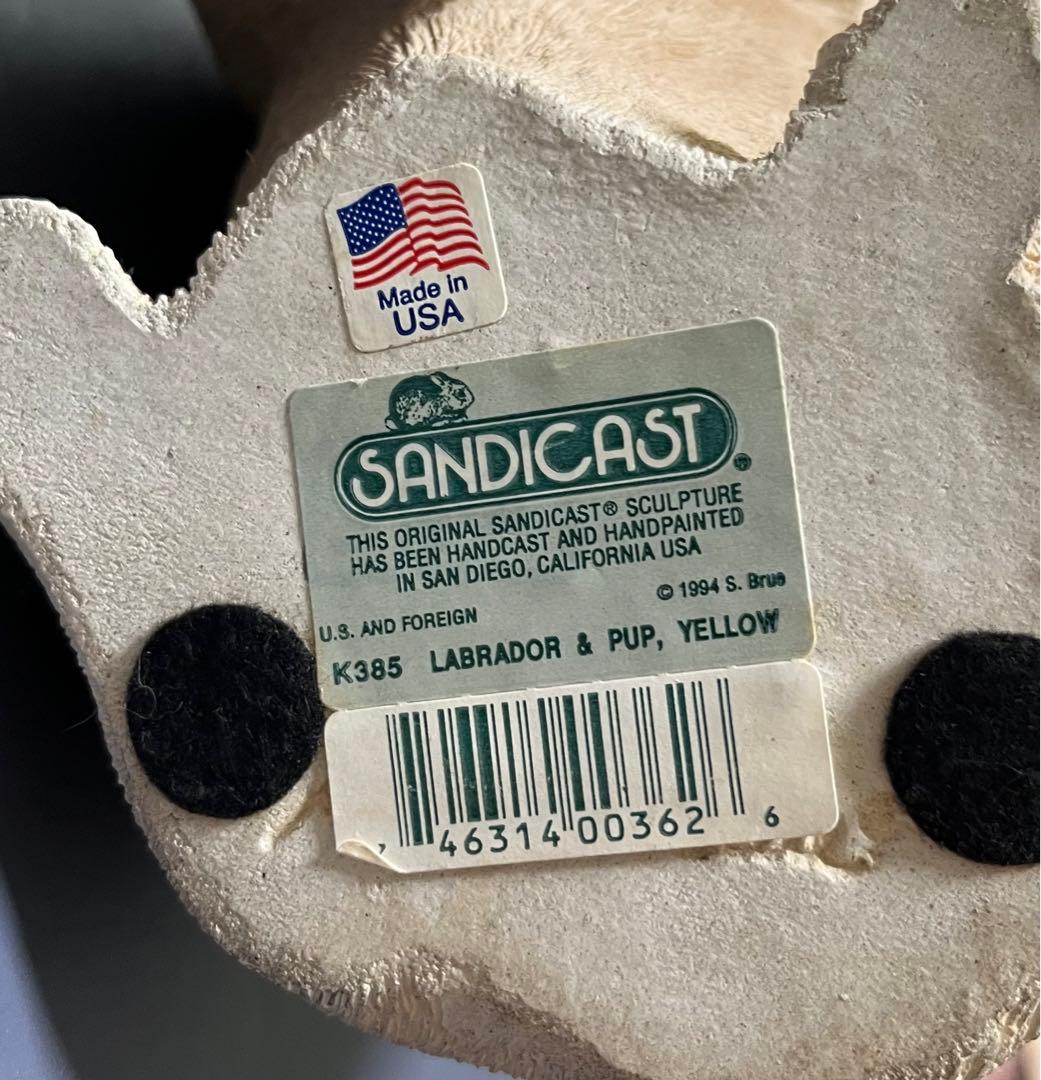 Made in
USA
SANDICAST®
THIS ORIGINAL SANDICAST® SCULPTURE
HAS BEEN HANDCAST AND HANDPAINTED
IN SAN DIEGO, CALIFORNIA USA
© 1994 S. Brue
U.S. AND FOREIGN
K385 LABRADOR & PUP, YELLOW
46314 00362 6